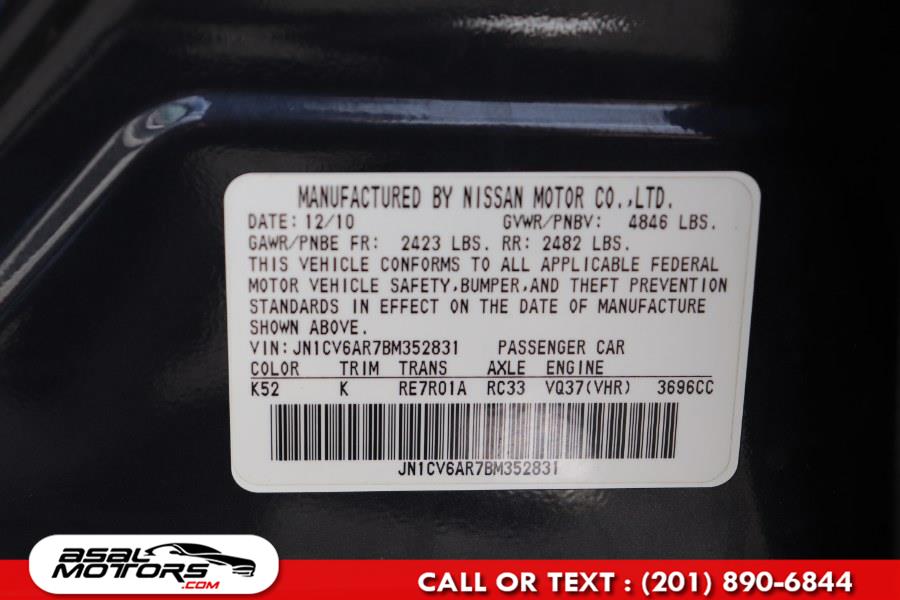 MANUFACTURED BY NISSAN MOTOR CO.,LTD.
DATE: 12/10 GVWR/PNBV: 4846 LBS.
GAWR/PNBE FR: 2423 LBS. RR: 2482 LBS.
THIS VEHICLE CONFORMS TO ALL APPLICABLE FEDERAL
MOTOR VEHICLE SAFETY,BUMPER,AND THEFT PREVENTION
STANDARDS IN EFFECT ON THE DATE OF MANUFACTURE
SHOWN ABOVE.
VIN: JN1CV6AR7BM352831 PASSENGER CAR
COLOR TRIM TRANS AXLE ENGINE
K52 K RE7R01A RC33 VQ37(VHR) 3696CC
JN1CV6AR7BM352831
ASAL
MOTORS
.COM
CALL OR TEXT : (201) 890-6844